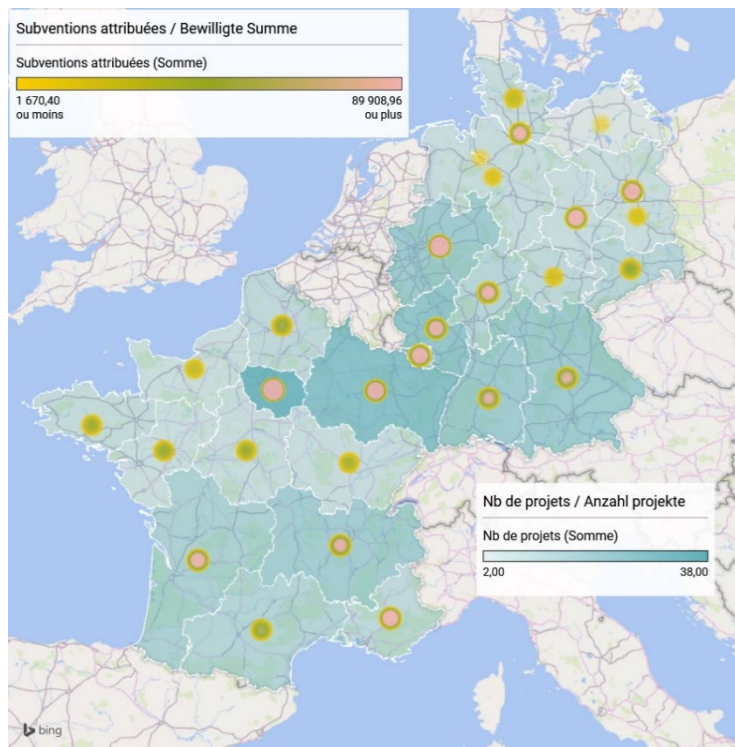 Subventions attribuées / Bewilligte Summe
Subventions attribuées (Somme)
1 670,40
ou moins
89 908,96
ou plus
Nb de projets / Anzahl projekte
Nb de projets (Somme)
2,00
38,00
bing